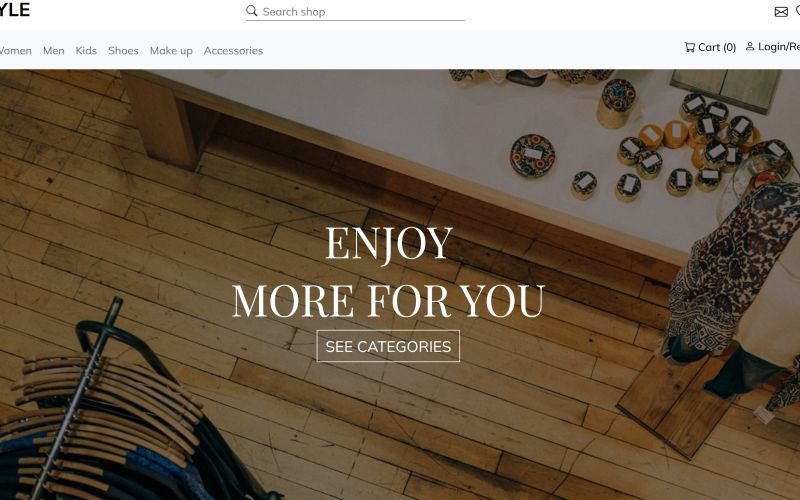 YLE
Search shop
Women Men Kids Shoes Make up Accessories
Cart (0) Login/Re
ENJOY
MORE FOR YOU
SEE CATEGORIES